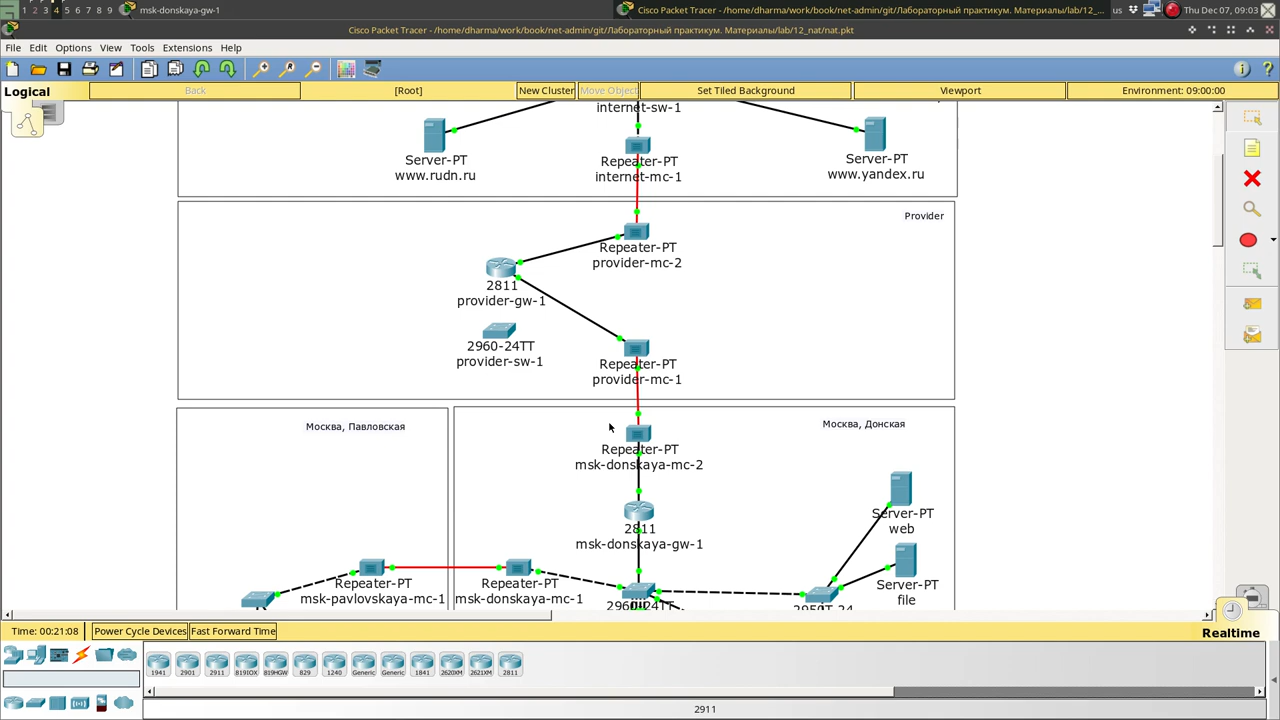 1 2 3 4 5 6 7 8 9
msk-donskaya-gw-1
Cisco Packet Tracer - /home/dharma/work/book/net-admin/git/Лабораторный практикум. Материалы/lab/12_...
us
Thu Dec 07, 09:03
Cisco Packet Tracer - /home/dharma/work/book/net-admin/git/Лабораторный практикум. Материалы/lab/12_nat/nat.pkt
File Edit Options View Tools Extensions Help
Logical
Back
[Root]
New Cluster
Move Object
Set Tiled Background
Viewport
Environment: 09:00:00
internet-sw-1
Server-PT
www.rudn.ru
Repeater-PT
internet-mc-1
Server-PT
www.yandex.ru
Provider
Repeater-PT
provider-mc-2
2811
provider-gw-1
2960-24TT
provider-sw-1
Repeater-PT
provider-mc-1
Москва, Павловская
Москва, Донская
Repeater-PT
msk-donskaya-mc-2
Server-PT
web
2811
msk-donskaya-gw-1
Repeater-PT
msk-pavlovskaya-mc-1
Repeater-PT
msk-donskaya-mc-1
Server-PT
file
2960-24TT
Time: 00:21:08
Power Cycle Devices
Fast Forward Time
Realtime
1941 2901 2911 819IOX 819HGW 829 1240 Generic Generic 1841 2620XM 2621XM 2811
2911